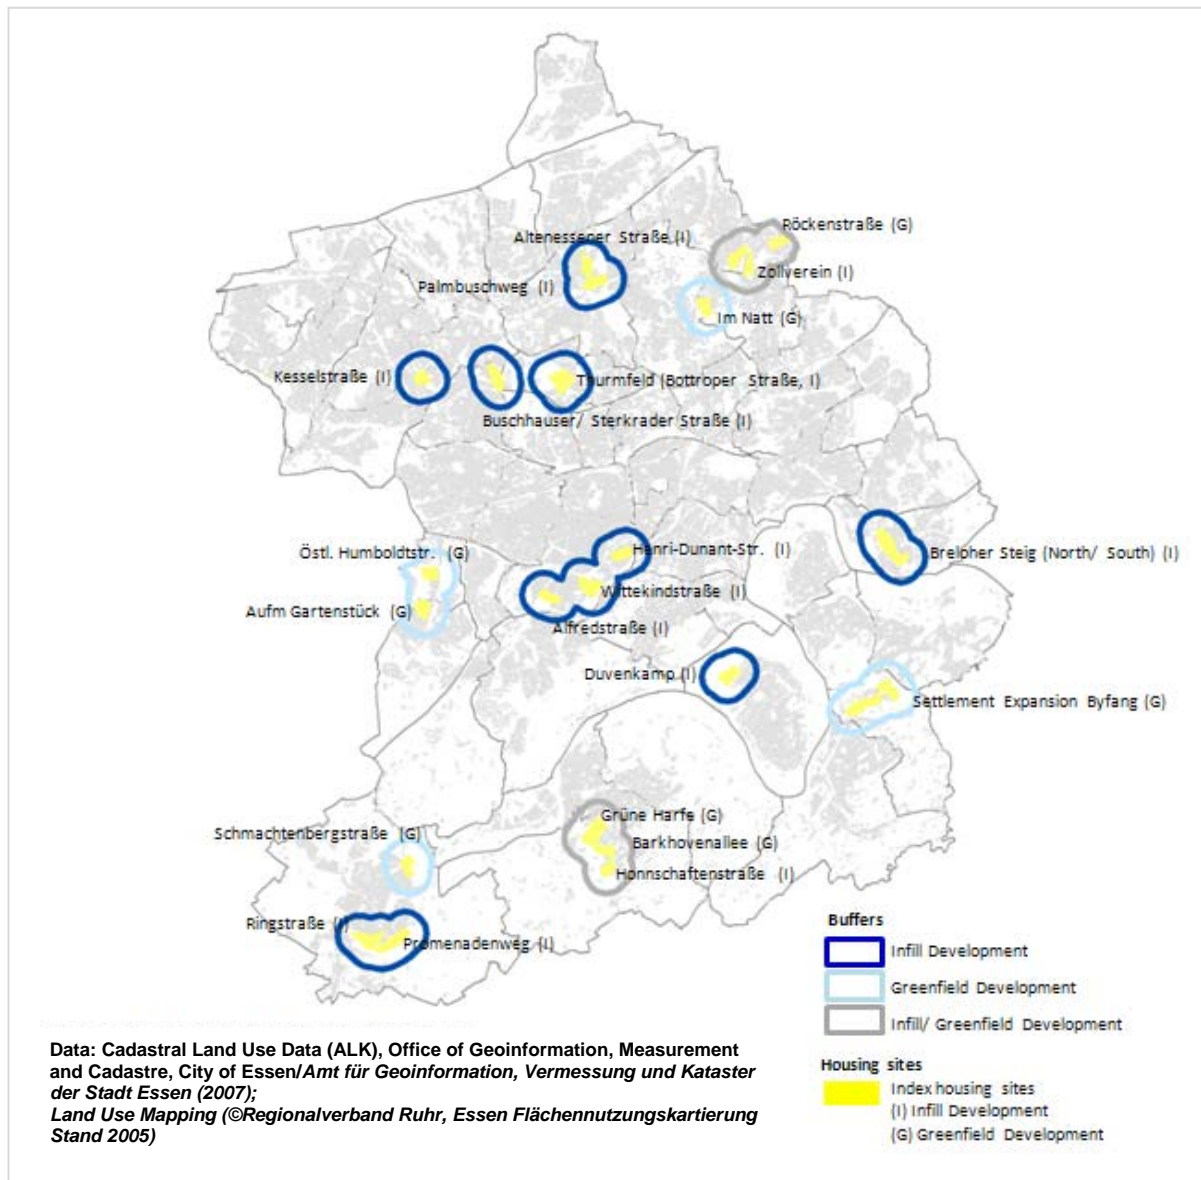 Röckenstraße (G)
Altenessener Straße (I)
Zollverein (I)
Palmbuschweg (I)
Im Natt (G)
Kesselstraße (I)
Thurmfeld (Bottroper Straße, I)
Buschhauser/ Sterkrader Straße (I)
Östl. Humboldtstr. (G)
Henri-Dunant-Str. (I)
Breloher Steig (North/ South) (I)
Wittekindstraße (I)
Aufm Gartenstück (G)
Alfredstraße (I)
Duvenkamp (I)
Settlement Expansion Byfang (G)
Grüne Harfe (G)
Schmachtenbergstraße (G)
Barkhovenallee (G)
Honnschaftenstraße (I)
Ringstraße (I)
Promenadenweg (I)
Buffers
Infill Development
Greenfield Development
Infill/ Greenfield Development
Housing sites
Index housing sites
(I) Infill Development
(G) Greenfield Development
Data: Cadastral Land Use Data (ALK), Office of Geoinformation, Measurement
and Cadastre, City of Essen/Amt für Geoinformation, Vermessung und Kataster
der Stadt Essen (2007);
Land Use Mapping (©Regionalverband Ruhr, Essen Flächennutzungskartierung
Stand 2005)